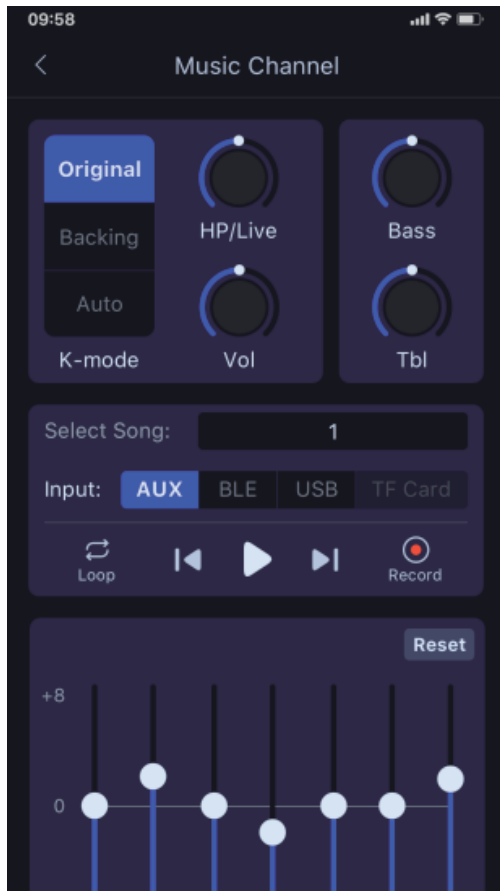 09:58
Music Channel
Original
Backing
Auto
K-mode
HP/Live
Vol
Bass
Tbl
Select Song: 1
Input: AUX BLE USB TF Card
Loop
Record
Reset
+8
0